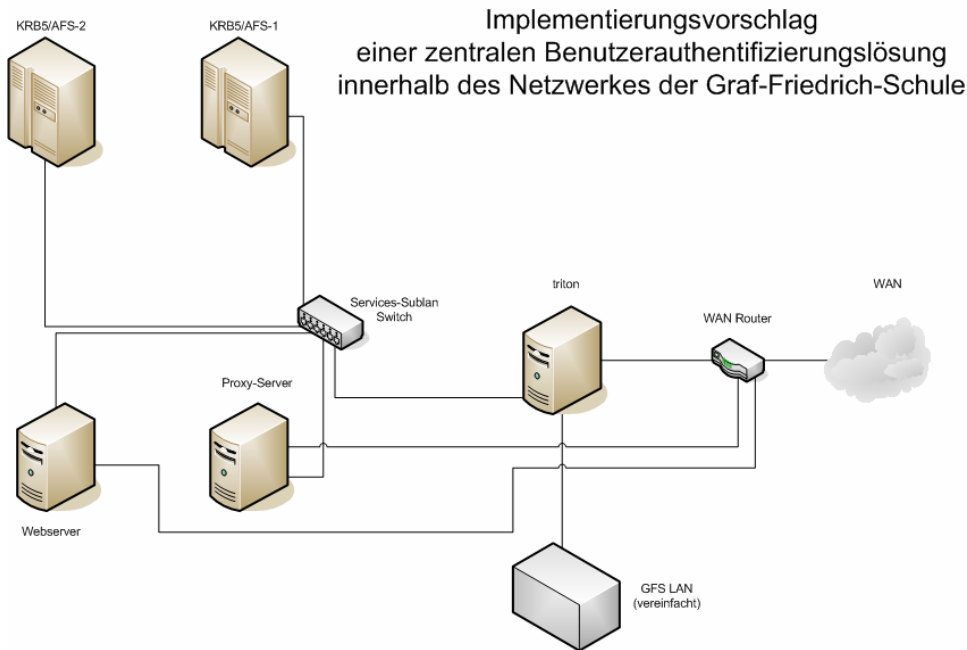 Implementierungsvorschlag
einer zentralen Benutzerauthentifizierungslösung
innerhalb des Netzwerkes der Graf-Friedrich-Schule
KRB5/AFS-2
KRB5/AFS-1
Services-Sublan
Switch
triton
WAN Router
WAN
Proxy-Server
Webserver
GFS LAN
(vereinfacht)